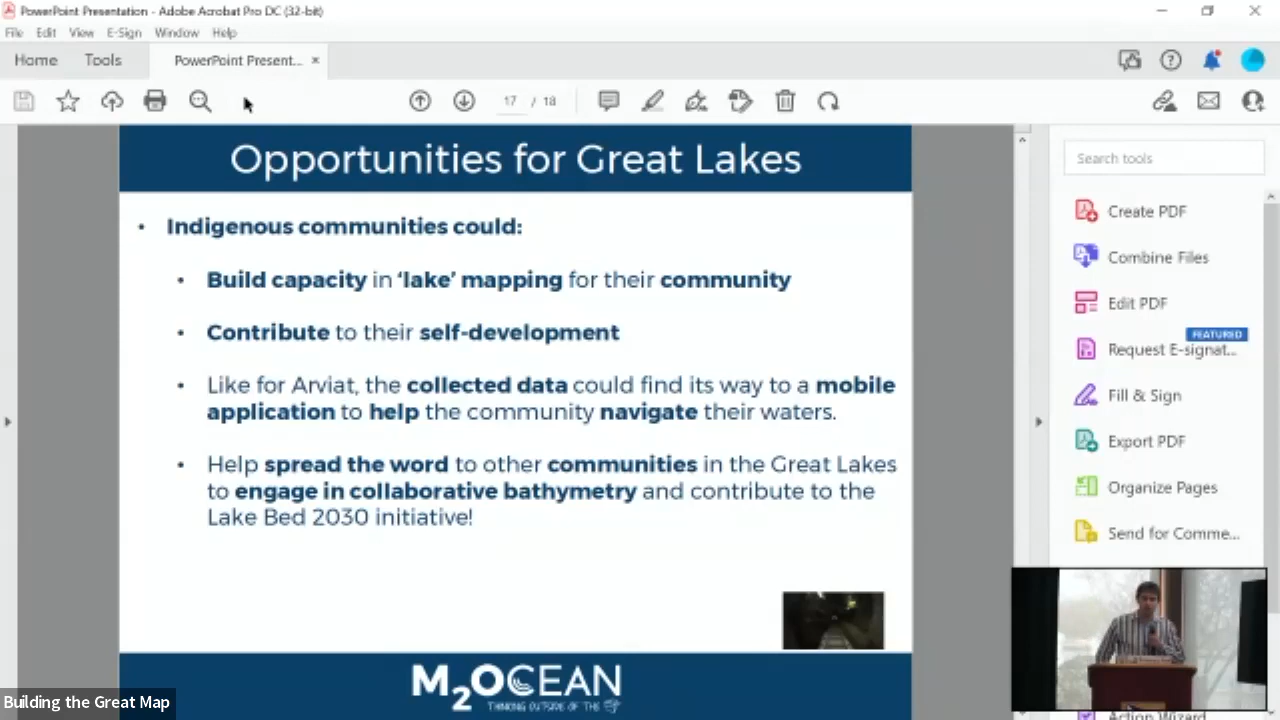 PowerPoint Presentation - Adobe Acrobat Pro DC (32-bit)
File Edit View E-Sign Window Help
Home Tools PowerPoint Present... ×
17 / 18
Opportunities for Great Lakes
• Indigenous communities could:
• Build capacity in ‘lake’ mapping for their community
• Contribute to their self-development
• Like for Arviat, the collected data could find its way to a mobile
application to help the community navigate their waters.
• Help spread the word to other communities in the Great Lakes
to engage in collaborative bathymetry and contribute to the
Lake Bed 2030 initiative!
M2OCEAN
THINKING OUTSIDE OF THE
Search tools
Create PDF
Combine Files
Edit PDF
FEATURED
Request E-signat...
Fill & Sign
Export PDF
Organize Pages
Send for Comme...
Action Wizard
Building the Great Map